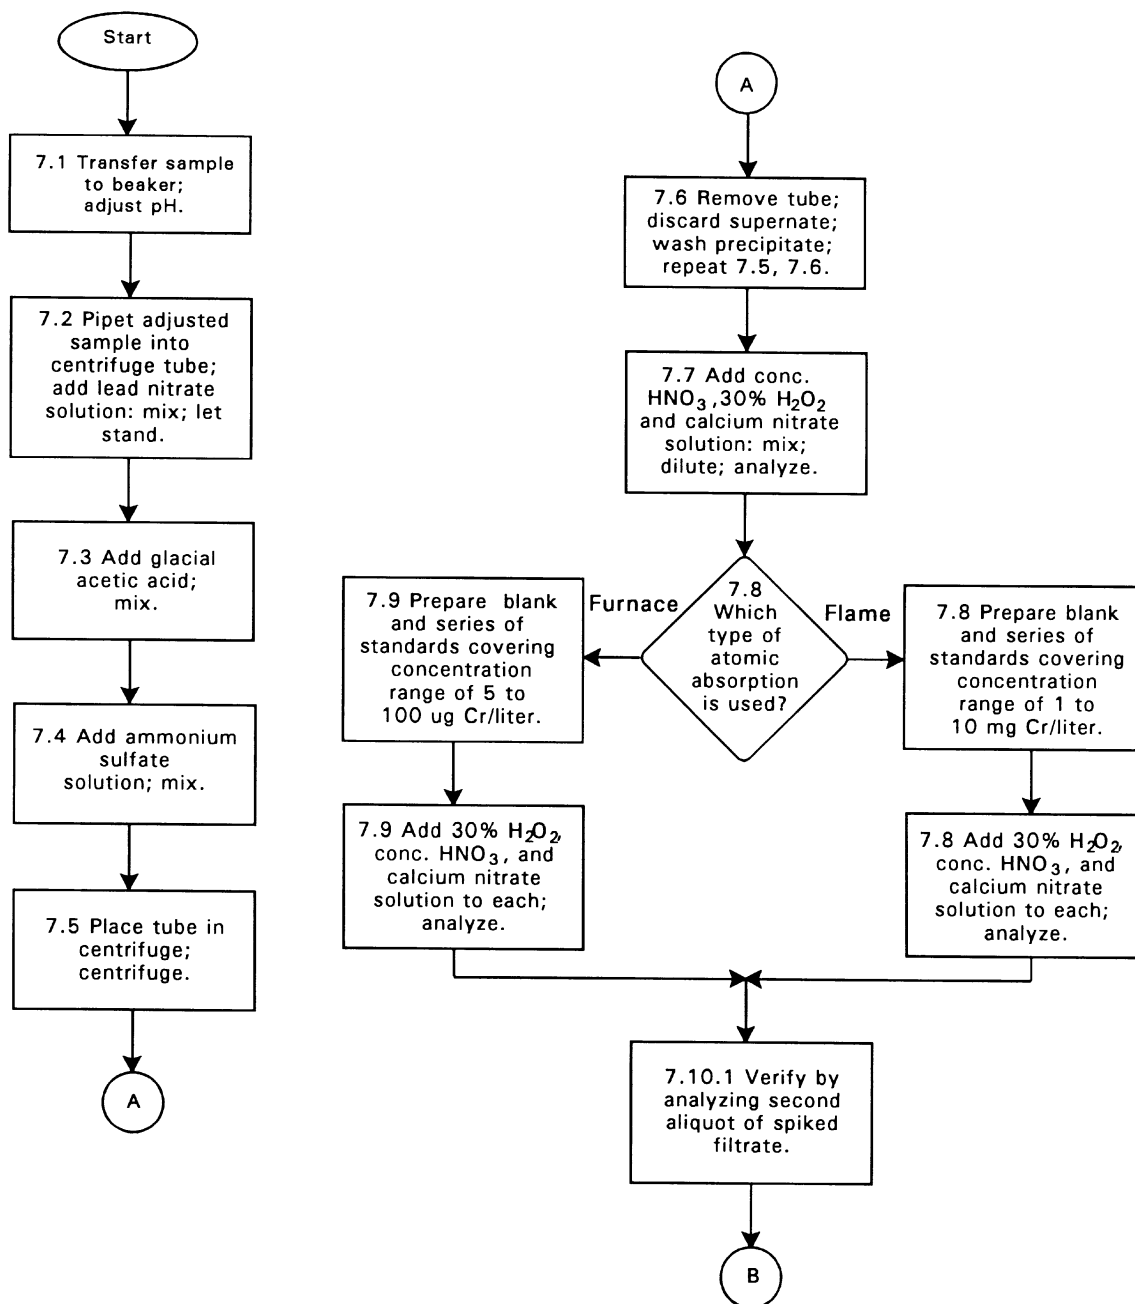 Start
7.1 Transfer sample
to beaker;
adjust pH.
7.2 Pipet adjusted
sample into
centrifuge tube;
add lead nitrate
solution: mix; let
stand.
7.3 Add glacial
acetic acid;
mix.
7.4 Add ammonium
sulfate
solution; mix.
7.5 Place tube in
centrifuge;
centrifuge.
A
A
7.6 Remove tube;
discard supernate;
wash precipitate;
repeat 7.5, 7.6.
7.7 Add conc.
HNO₃,30% H₂O₂
and calcium nitrate
solution: mix;
dilute; analyze.
7.8
Which
type of
atomic
absorption
is used?
Furnace
Flame
7.9 Prepare blank
and series of
standards covering
concentration
range of 5 to
100 ug Cr/liter.
7.9 Add 30% H₂O₂,
conc. HNO₃, and
calcium nitrate
solution to each;
analyze.
7.8 Prepare blank
and series of
standards covering
concentration
range of 1 to
10 mg Cr/liter.
7.8 Add 30% H₂O₂,
conc. HNO₃, and
calcium nitrate
solution to each;
analyze.
7.10.1 Verify by
analyzing second
aliquot of spiked
filtrate.
B